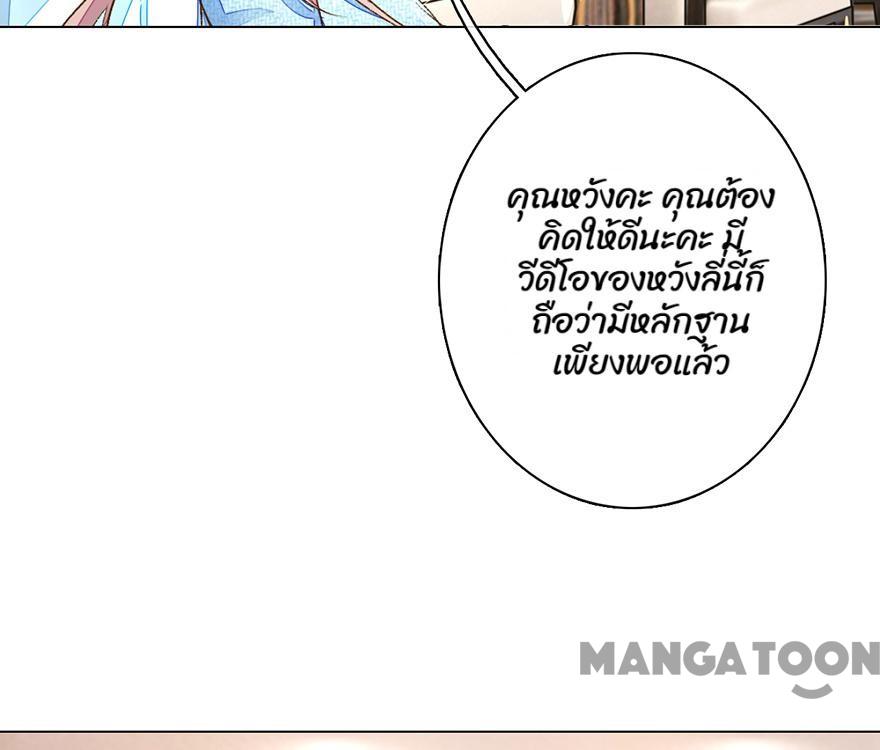 คุณหวังคะ คุณต้อง
คิดให้ดีนะคะ มี
วีดีโอของหวังลี่นี้ก็
ถือว่ามีหลักฐาน
เพียงพอแล้ว
MANGATOON